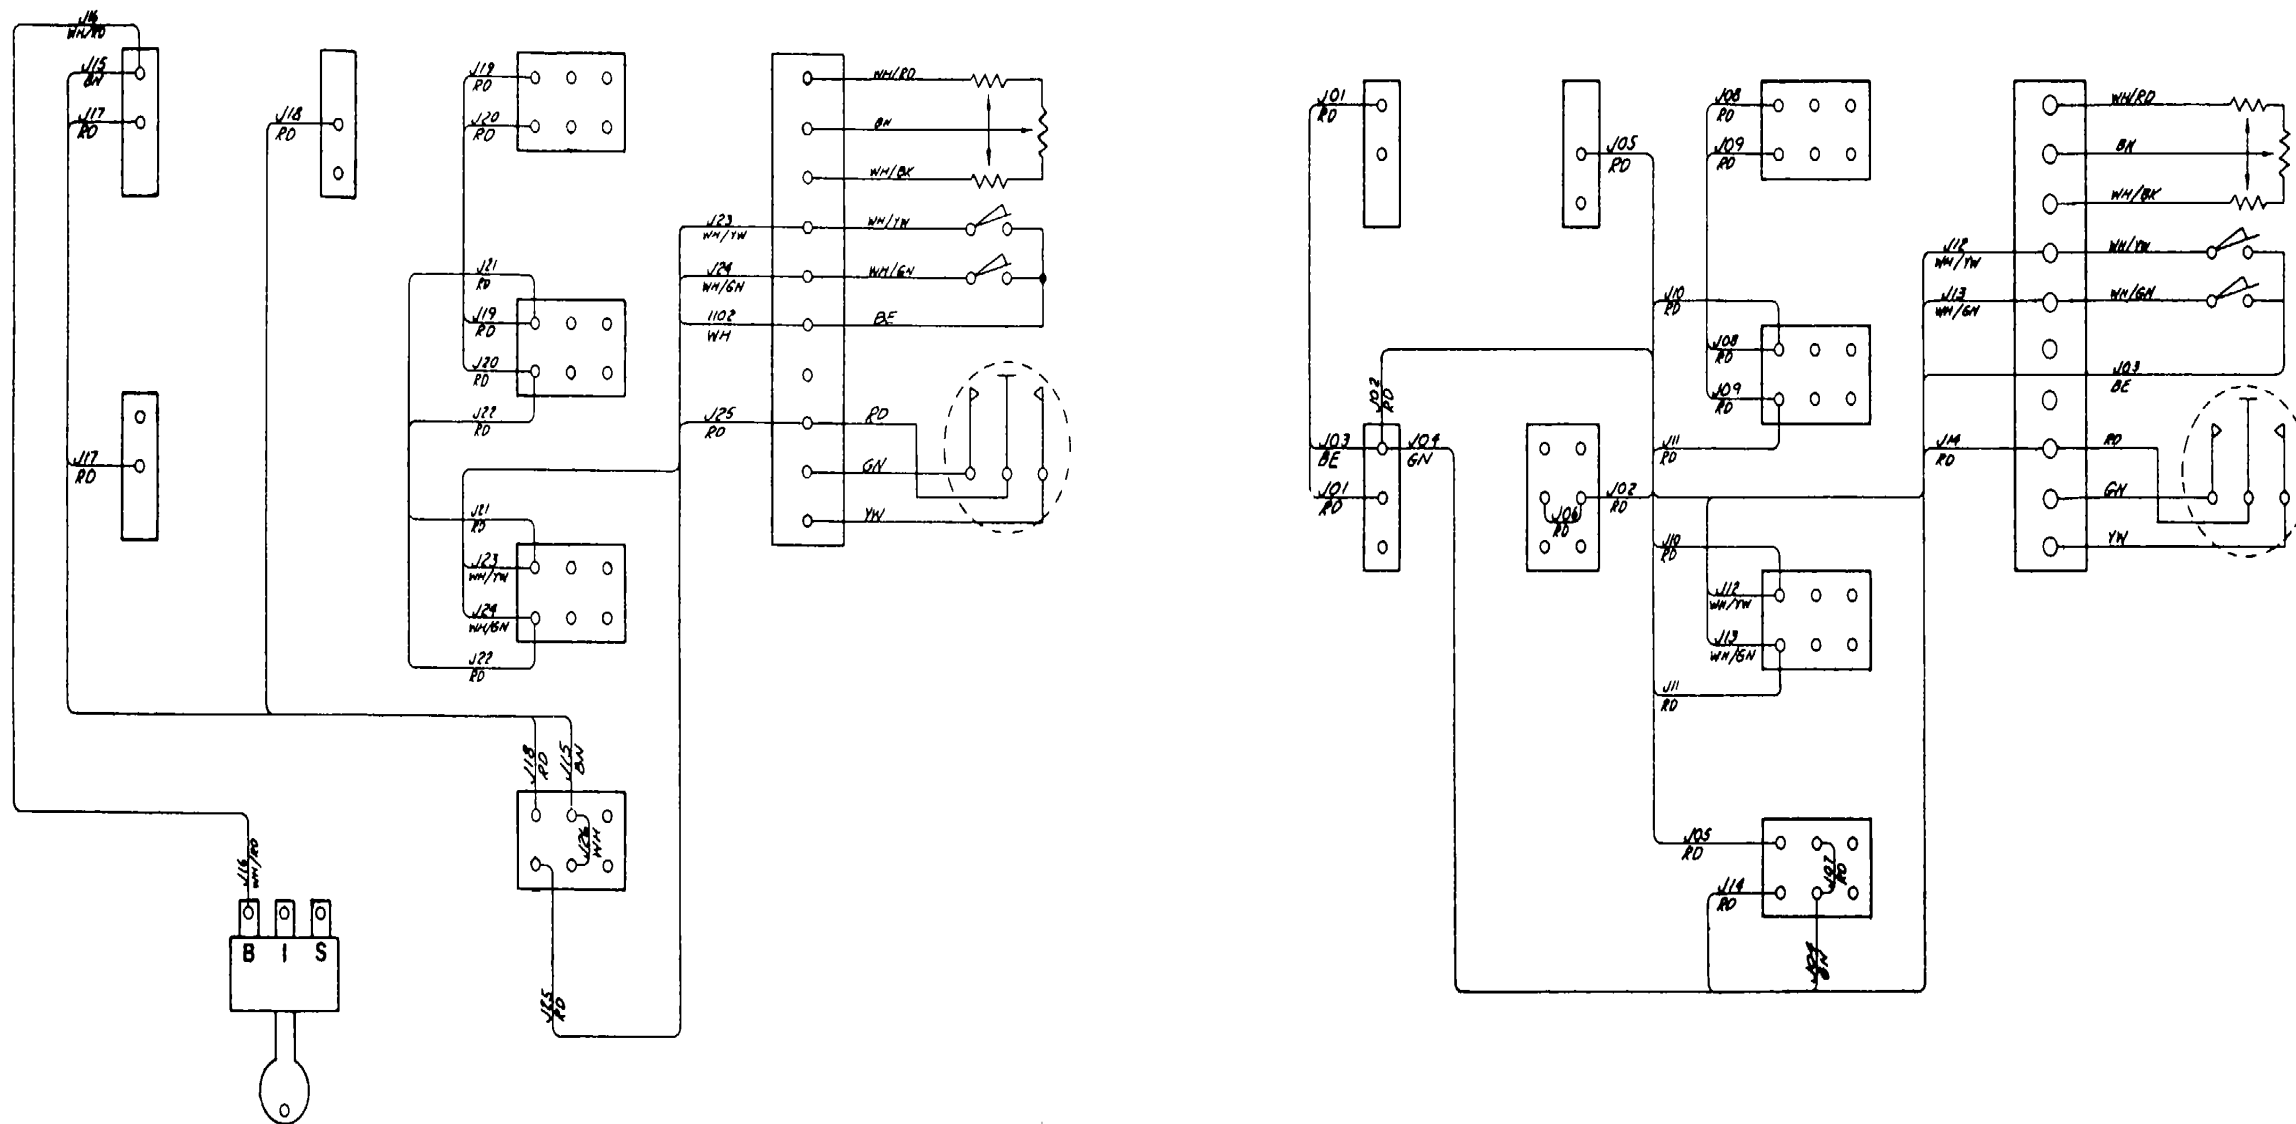 J16
WH/RD
J15
BN
J17
RD
J18
RD
J19
RD
J20
RD
J21
RD
J19
RD
J20
RD
J22
RD
J17
RD
J21
RD
J23
WH/YW
J24
WH/GN
J22
RD
J18
RD
J15
BN
J26
WH
J16
WH/RD
B I S
J25
RD
WH/RD
BN
WH/BK
J23
WH/YW
WH/YW
J24
WH/GN
WH/GN
1102
WH
BE
J25
RD
RD
GN
YW
J01
RD
J05
RD
J08
RD
J09
RD
J10
RD
J08
RD
J09
RD
J11
RD
J02
RD
J03
BE
J04
GN
J01
RD
J06
RD
J02
RD
J10
RD
J12
WH/YW
J13
WH/GN
J11
RD
J05
RD
J07
RD
J14
RD
J04
GN
WH/RD
BN
WH/BK
J12
WH/YW
WH/YW
J13
WH/GN
WH/GN
J03
BE
J14
RD
RD
GN
YW